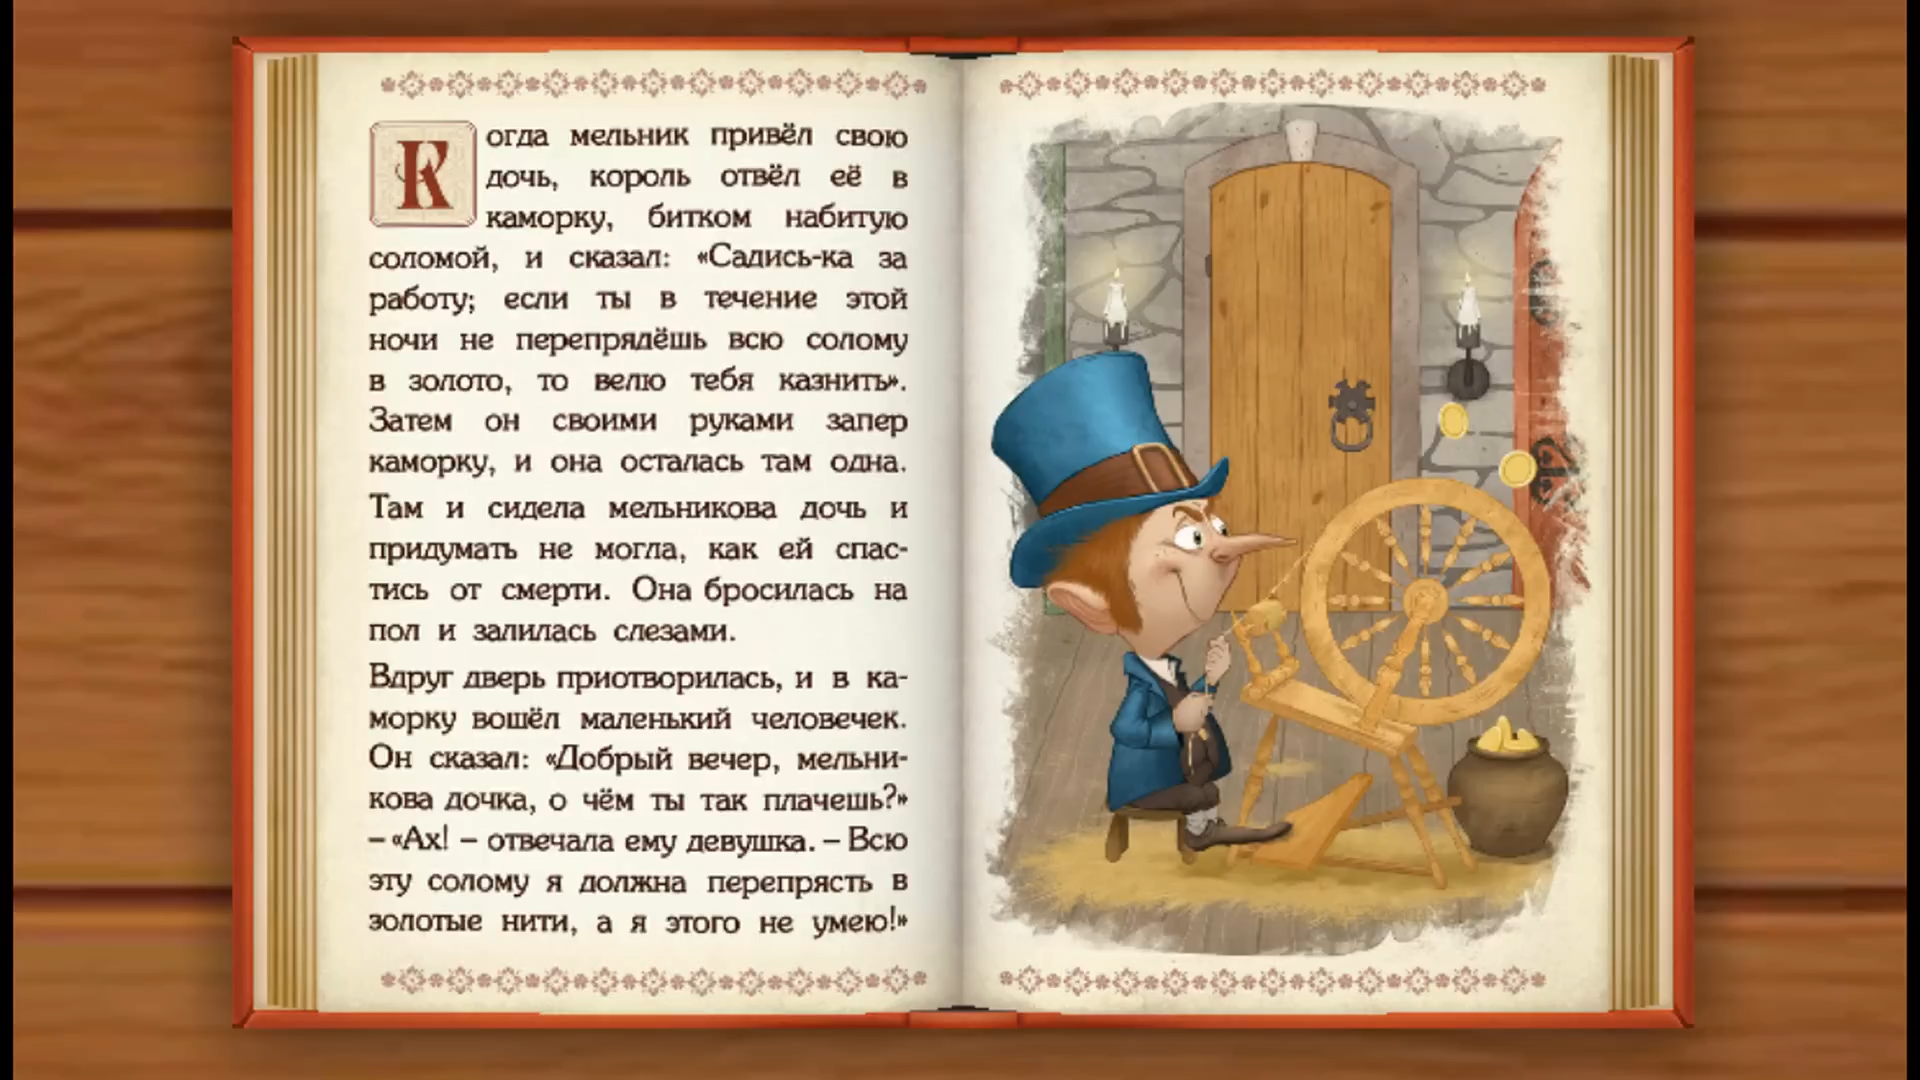 Когда мельник привёл свою
дочь, король отвёл её в
каморку, битком набитую
соломой, и сказал: «Садись-ка за
работу; если ты в течение этой
ночи не перепрядёшь всю солому
в золото, то велю тебя казнить».
Затем он своими руками запер
каморку, и она осталась там одна.
Там и сидела мельникова дочь и
придумать не могла, как ей спас-
тись от смерти. Она бросилась на
пол и залилась слезами.
Вдруг дверь приотворилась, и в ка-
морку вошёл маленький человечек.
Он сказал: «Добрый вечер, мельни-
кова дочка, о чём ты так плачешь?»
– «Ах! – отвечала ему девушка. – Всю
эту солому я должна перепрясть в
золотые нити, а я этого не умею!»